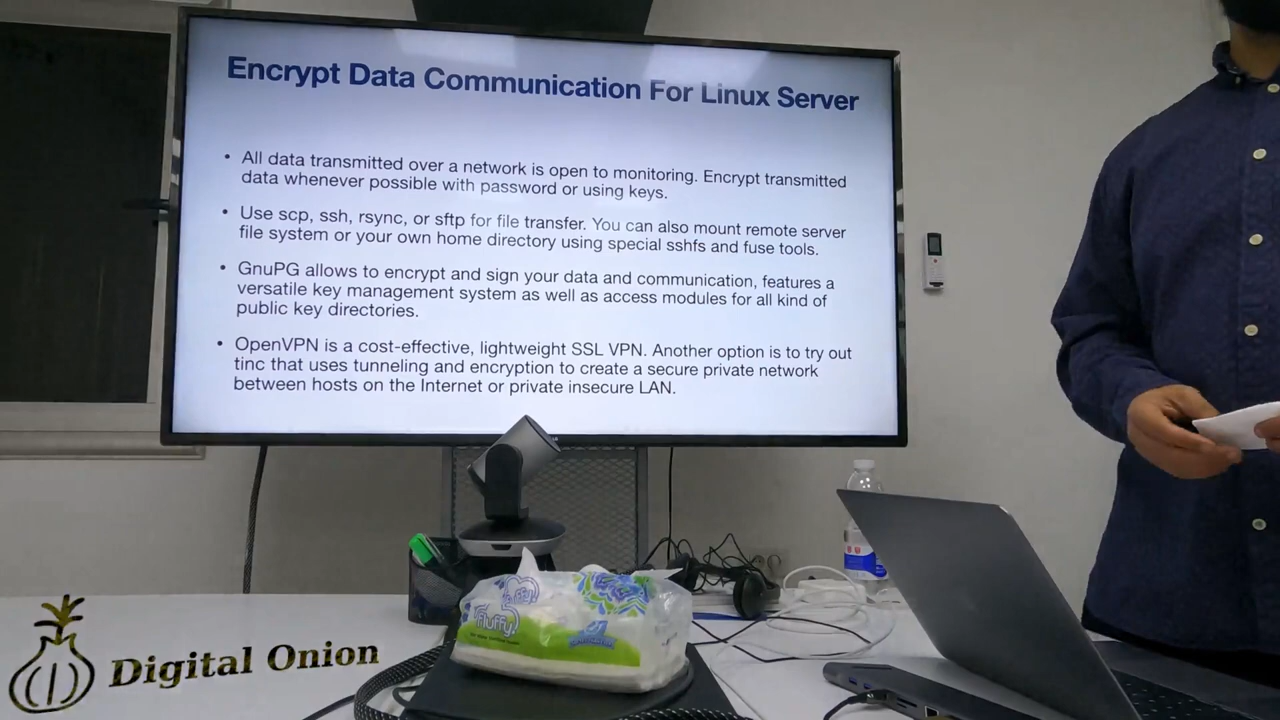 Encrypt Data Communication For Linux Server
• All data transmitted over a network is open to monitoring. Encrypt transmitted
data whenever possible with password or using keys.
• Use scp, ssh, rsync, or sftp for file transfer. You can also mount remote server
file system or your own home directory using special sshfs and fuse tools.
• GnuPG allows to encrypt and sign your data and communication, features a
versatile key management system as well as access modules for all kind of
public key directories.
• OpenVPN is a cost-effective, lightweight SSL VPN. Another option is to try out
tinc that uses tunneling and encryption to create a secure private network
between hosts on the Internet or private insecure LAN.
Fluffy
Digital Onion